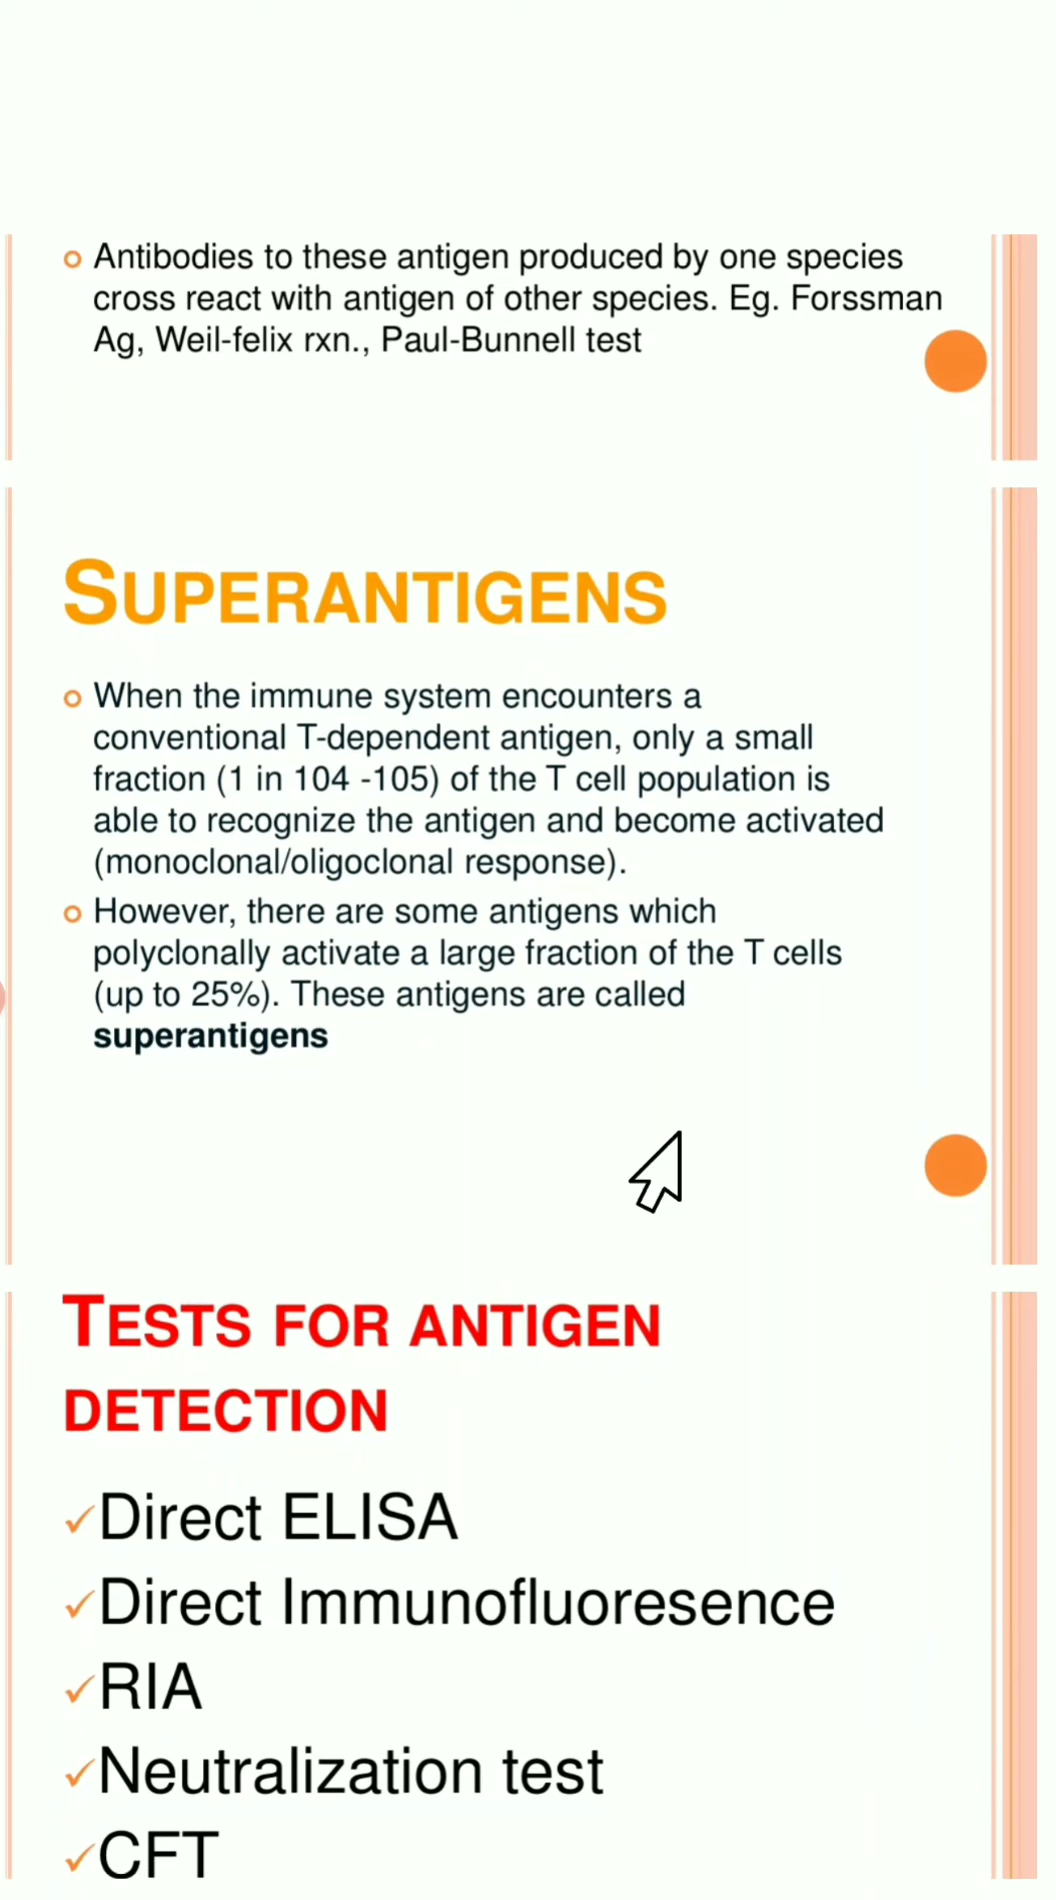 Antibodies to these antigen produced by one species
cross react with antigen of other species. Eg. Forssman
Ag, Weil-felix rxn., Paul-Bunnell test
SUPERANTIGENS
When the immune system encounters a
conventional T-dependent antigen, only a small
fraction (1 in 104 -105) of the T cell population is
able to recognize the antigen and become activated
(monoclonal/oligoclonal response).
However, there are some antigens which
polyclonally activate a large fraction of the T cells
(up to 25%). These antigens are called
superantigens
TESTS FOR ANTIGEN
DETECTION
Direct ELISA
Direct Immunofluoresence
RIA
Neutralization test
CFT